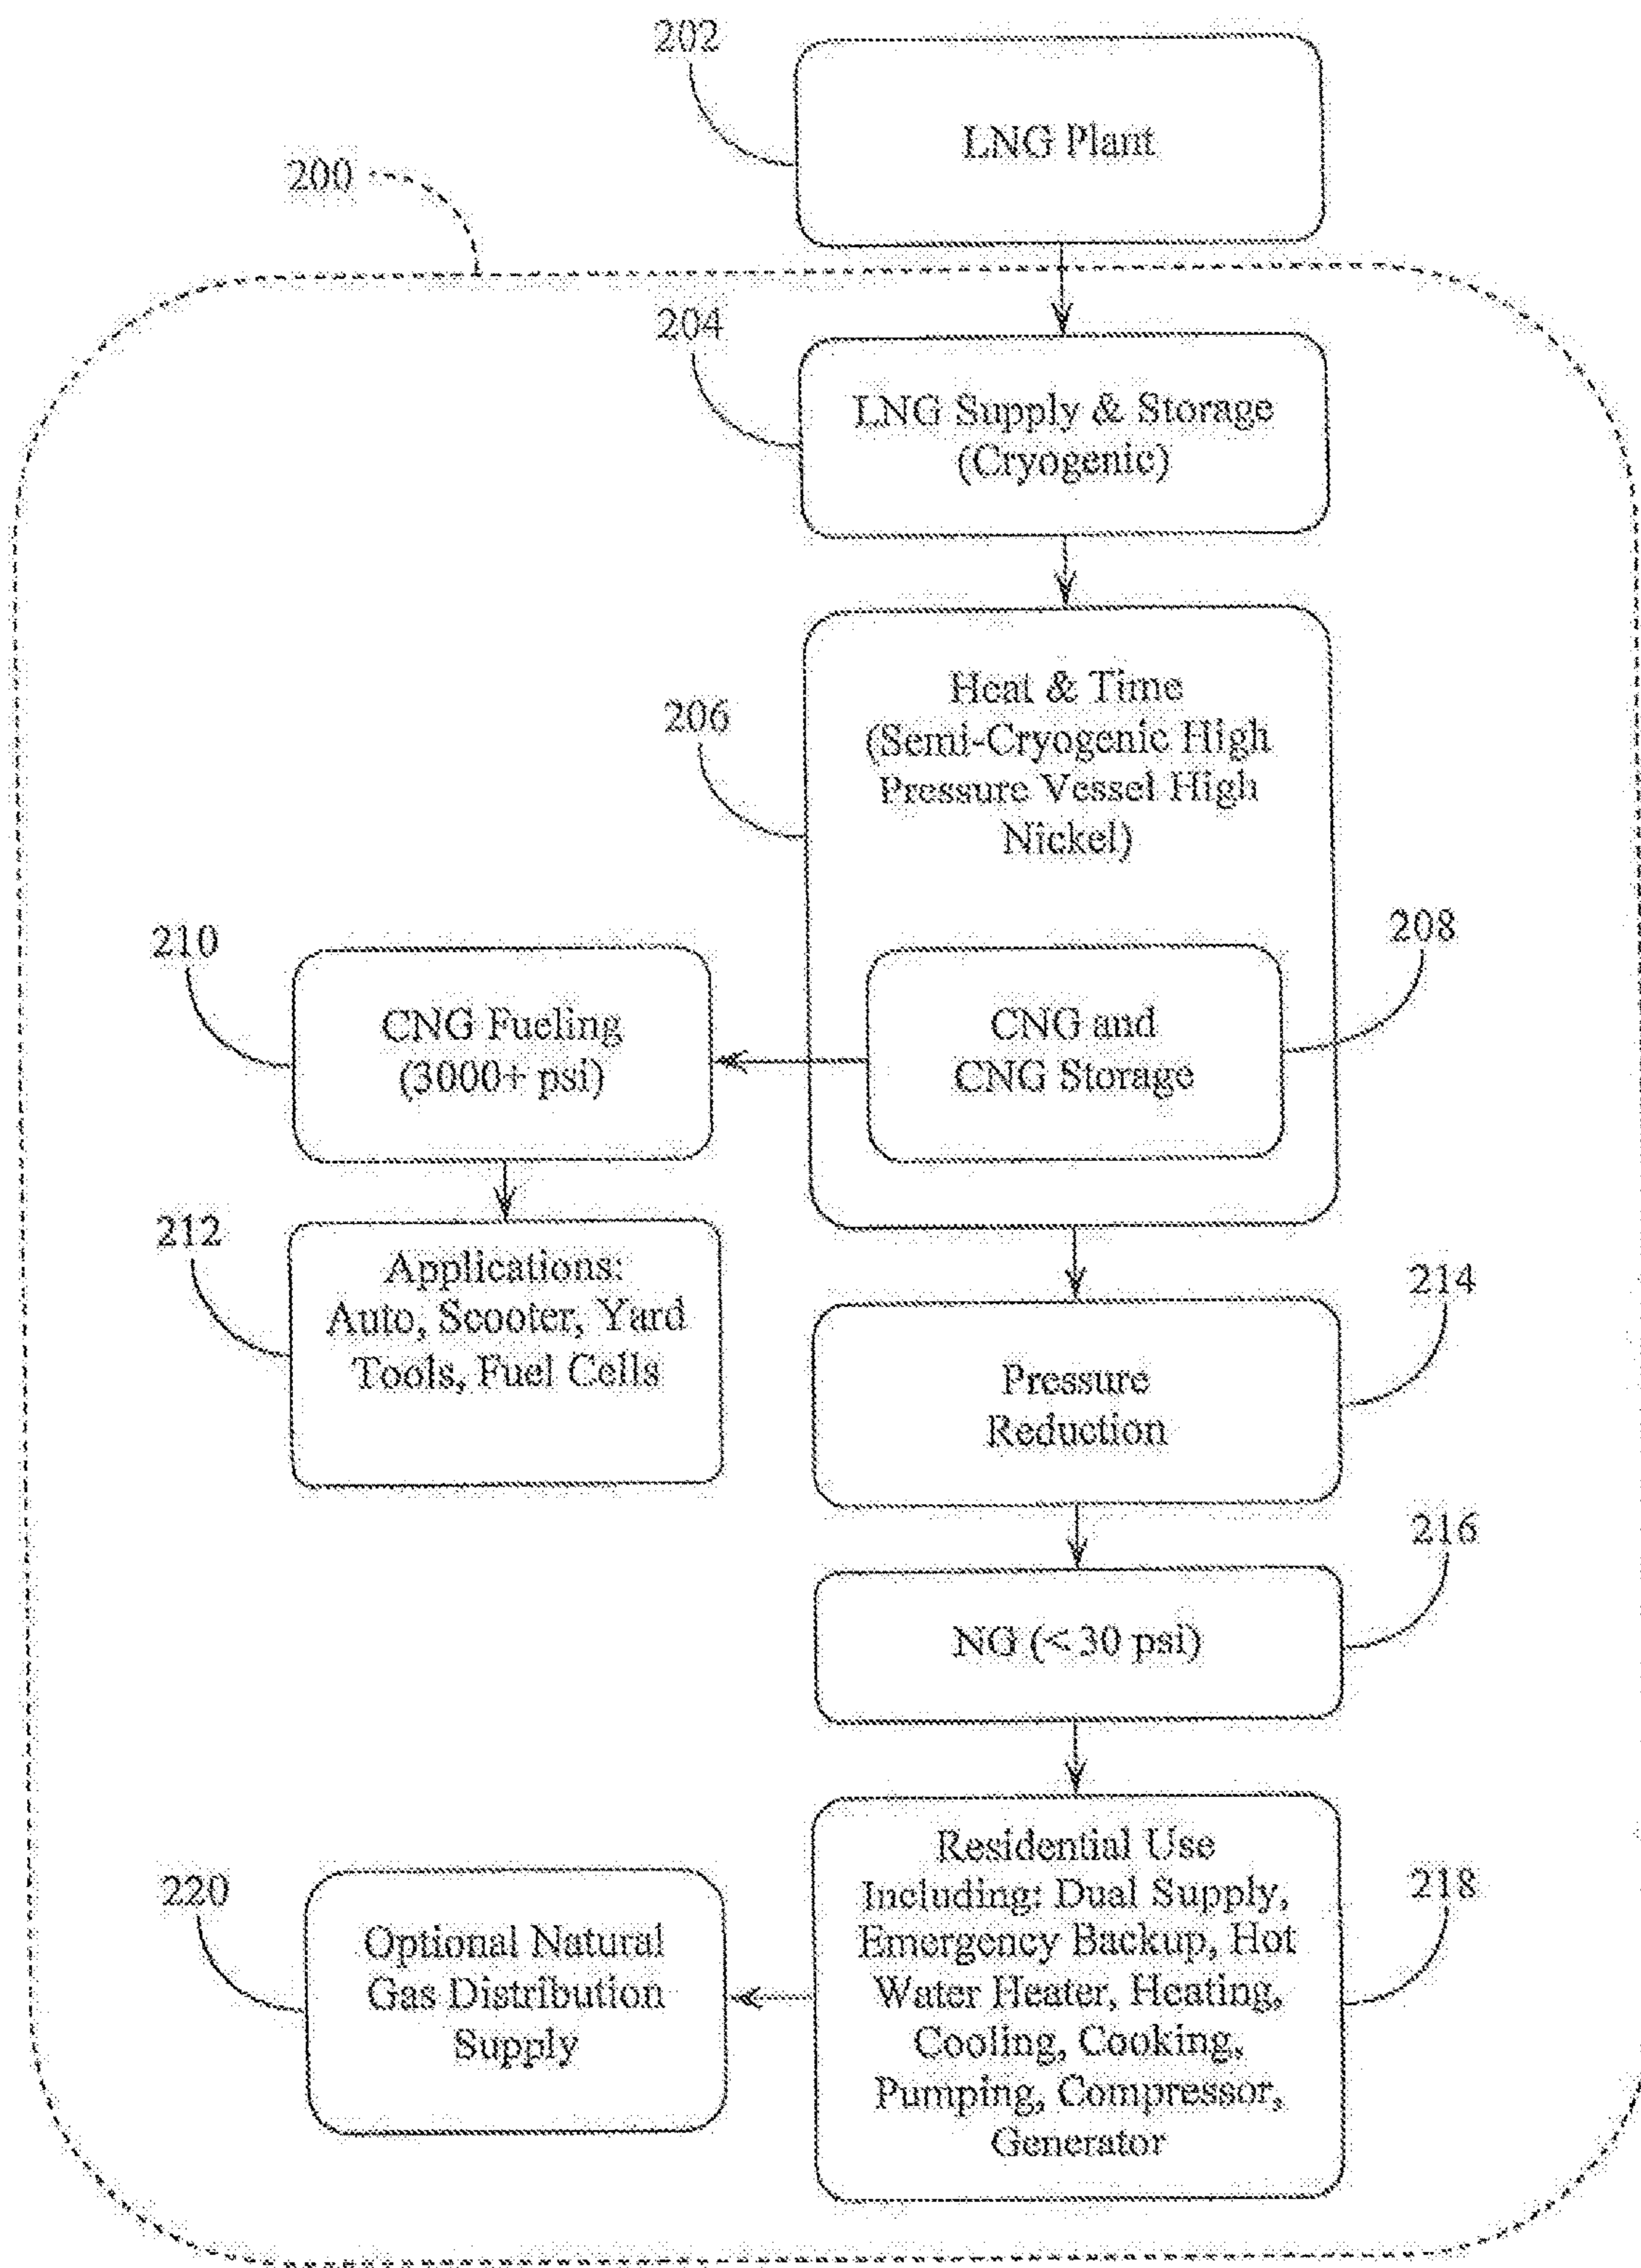 202
LNG Plant
200
204
LNG Supply & Storage
(Cryogenic)
206
Heat & Time
(Semi-Cryogenic High
Pressure Vessel High
Nickel)
210
208
CNG Fueling
(3000+ psi)
CNG and
CNG Storage
212
Applications:
Auto, Scooter, Yard
Tools, Fuel Cells
214
Pressure
Reduction
216
NG (< 30 psi)
220
Optional Natural
Gas Distribution
Supply
218
Residential Use
Including: Dual Supply,
Emergency Backup, Hot
Water Heater, Heating,
Cooling, Cooking,
Pumping, Compressor,
Generator